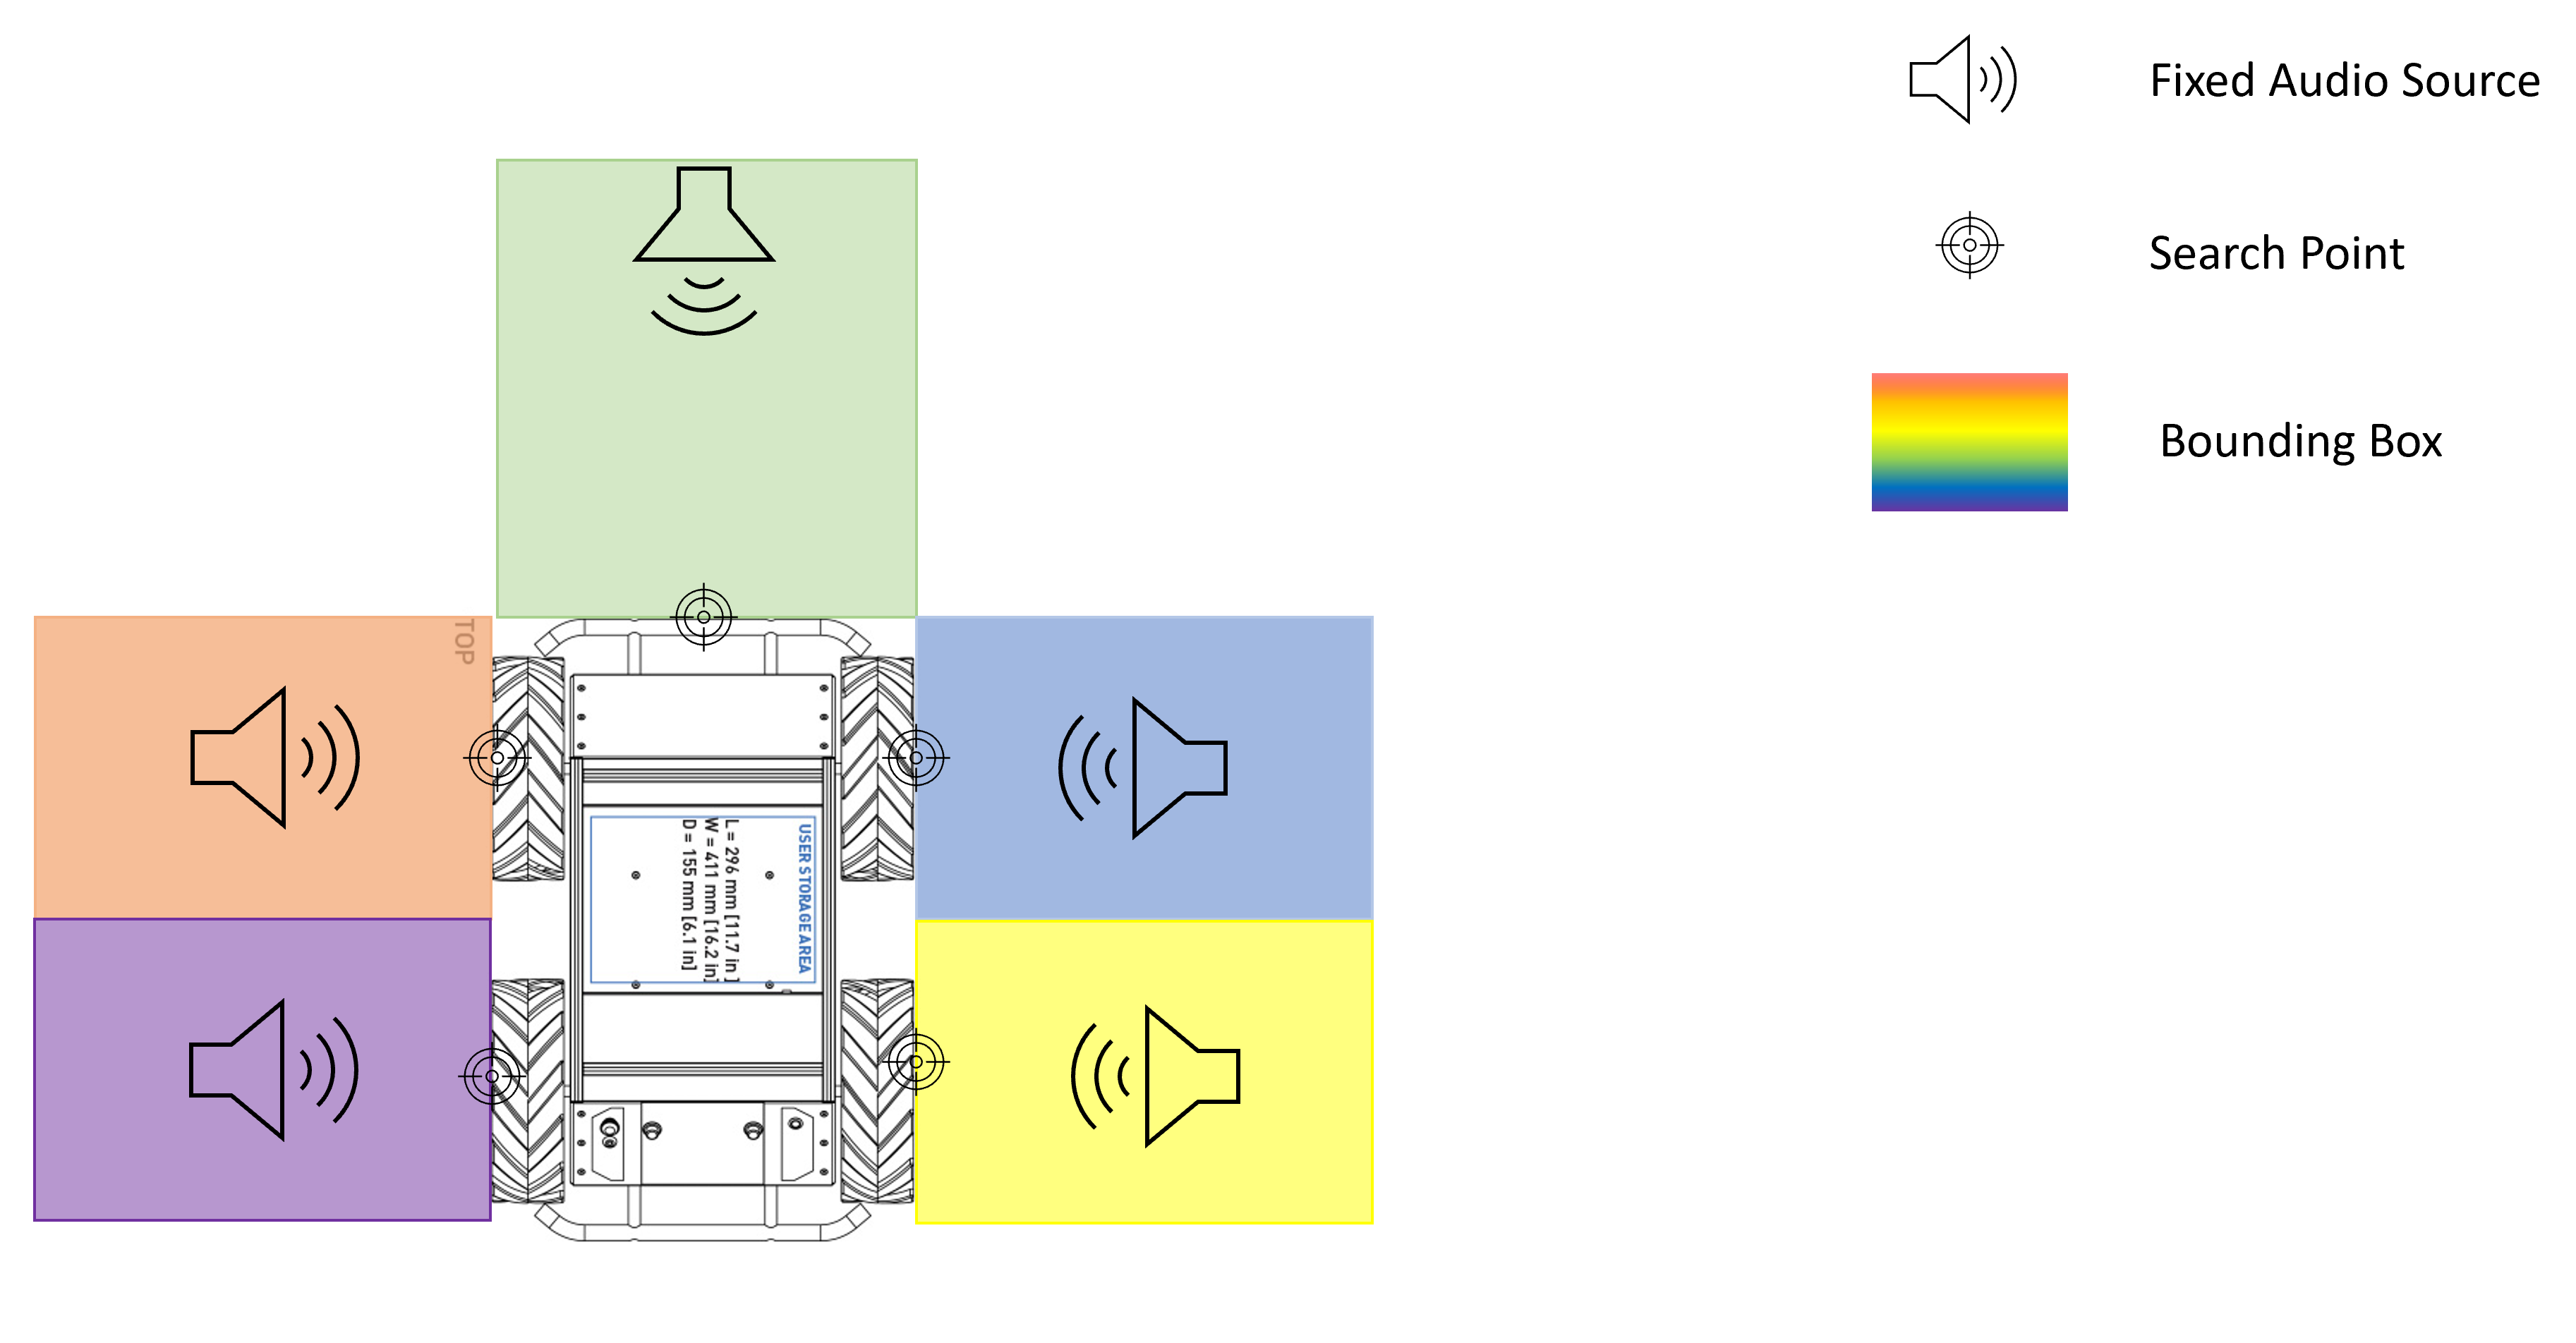 Fixed Audio Source
Search Point
Bounding Box
TOP
USER STORAGE AREA
L = 296 mm [11.7 in ]
W = 411 mm [16.2 in]
D = 155 mm [6.1 in]